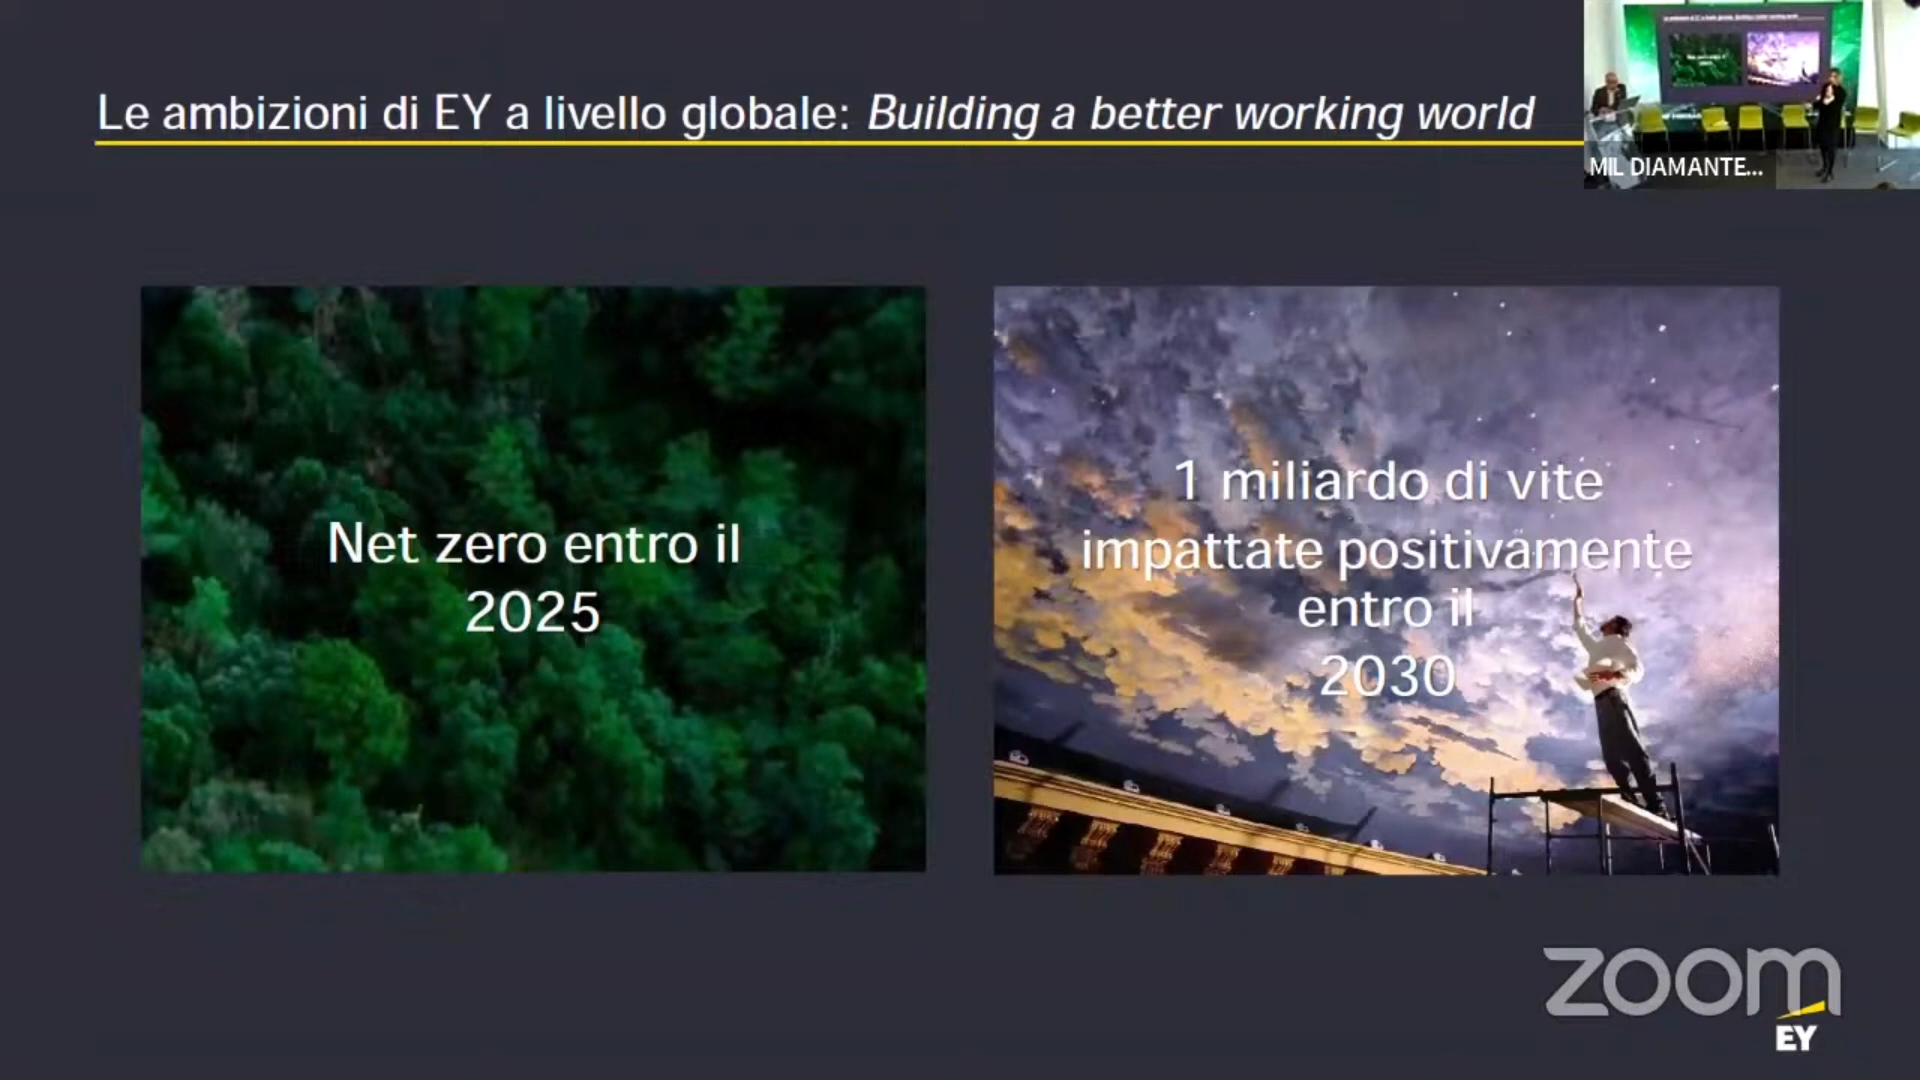 Le ambizioni di EY a livello globale: Building a better working world
MIL DIAMANTE...
Net zero entro il
2025
1 miliardo di vite
impattate positivamente
entro il
2030
zoom
EY